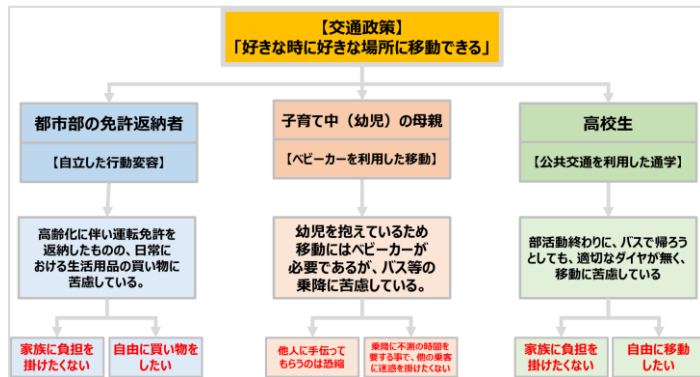 【交通政策】
「好きな時に好きな場所に移動できる」
都市部の免許返納者
【自立した行動変容】
高齢化に伴い運転免許を
返納したものの、日常に
おける生活用品の買い物に
苦慮している。
家族に負担を
掛けたくない
自由に買い物を
したい
子育て中（幼児）の母親
【ベビーカーを利用した移動】
幼児を抱えているため
移動にはベビーカーが
必要であるが、バス等の
乗降に苦慮している。
他人に手伝って
もらうのは恐縮
乗降に不測の時間を
要する事で、他の乗客
に迷惑を掛けたくない
高校生
【公共交通を利用した通学】
部活動終わりに、バスで帰ろう
としても、適切なダイヤが無く、
移動に苦慮している
家族に負担を
掛けたくない
自由に移動
したい